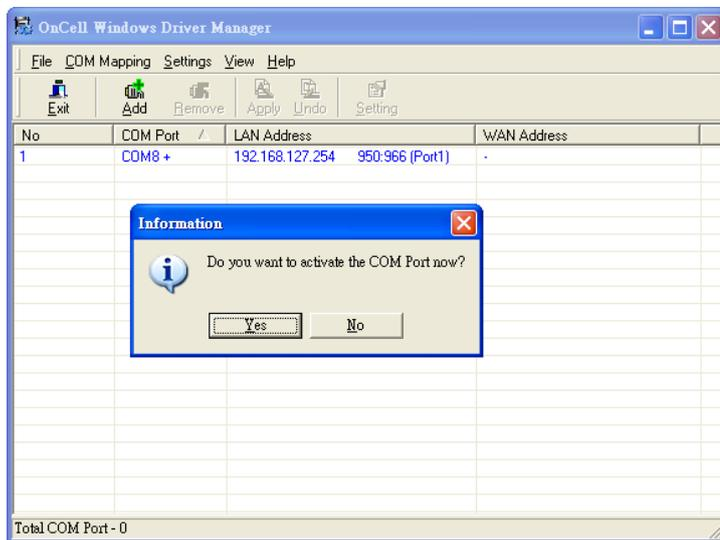 OnCell Windows Driver Manager
File COM Mapping Settings View Help
Exit Add Remove Apply Undo Setting
No COM Port LAN Address WAN Address
1 COM8 + 192.168.127.254 950:966 (Port1) -
Information
Do you want to activate the COM Port now?
Yes No
Total COM Port - 0